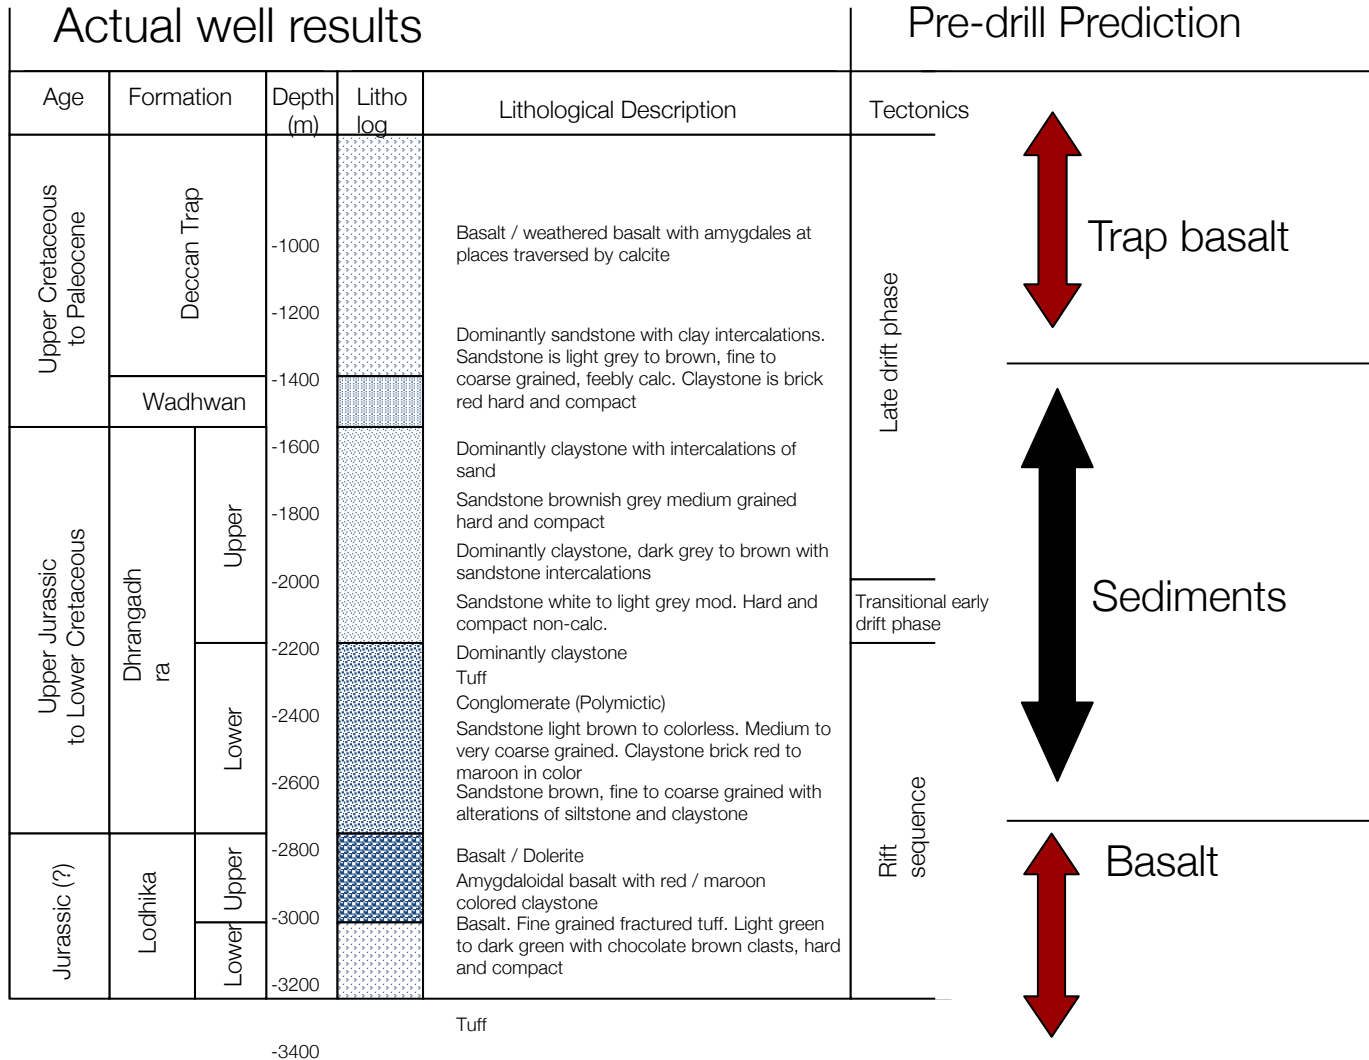 Actual well results
Pre-drill Prediction
Age
Formation
Depth
(m)
Litho
log
Lithological Description
Tectonics
Upper Cretaceous
to Paleocene
Deccan Trap
Wadhwan
Upper Jurassic
to Lower Cretaceous
Dhrangadh
ra
Upper
Lower
Jurassic (?)
Lodhika
Upper
Lower
-1000
-1200
-1400
-1600
-1800
-2000
-2200
-2400
-2600
-2800
-3000
-3200
-3400
Basalt / weathered basalt with amygdales at
places traversed by calcite
Dominantly sandstone with clay intercalations.
Sandstone is light grey to brown, fine to
coarse grained, feebly calc. Claystone is brick
red hard and compact
Dominantly claystone with intercalations of
sand
Sandstone brownish grey medium grained
hard and compact
Dominantly claystone, dark grey to brown with
sandstone intercalations
Sandstone white to light grey mod. Hard and
compact non-calc.
Dominantly claystone
Tuff
Conglomerate (Polymictic)
Sandstone light brown to colorless. Medium to
very coarse grained. Claystone brick red to
maroon in color
Sandstone brown, fine to coarse grained with
alterations of siltstone and claystone
Basalt / Dolerite
Amygdaloidal basalt with red / maroon
colored claystone
Basalt. Fine grained fractured tuff. Light green
to dark green with chocolate brown clasts, hard
and compact
Tuff
Late drift phase
Transitional early
drift phase
Rift
sequence
Trap basalt
Sediments
Basalt